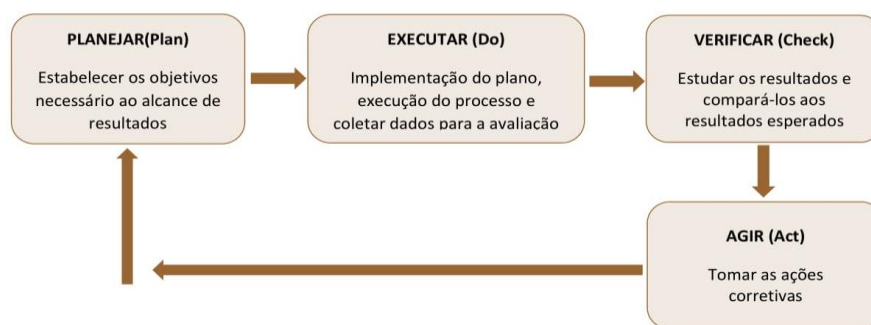 PLANEJAR(Plan)
Estabelecer os objetivos
necessário ao alcance de
resultados
EXECUTAR (Do)
Implementação do plano,
execução do processo e
coletar dados para a avaliação
VERIFICAR (Check)
Estudar os resultados e
compará-los aos
resultados esperados
AGIR (Act)
Tomar as ações
corretivas